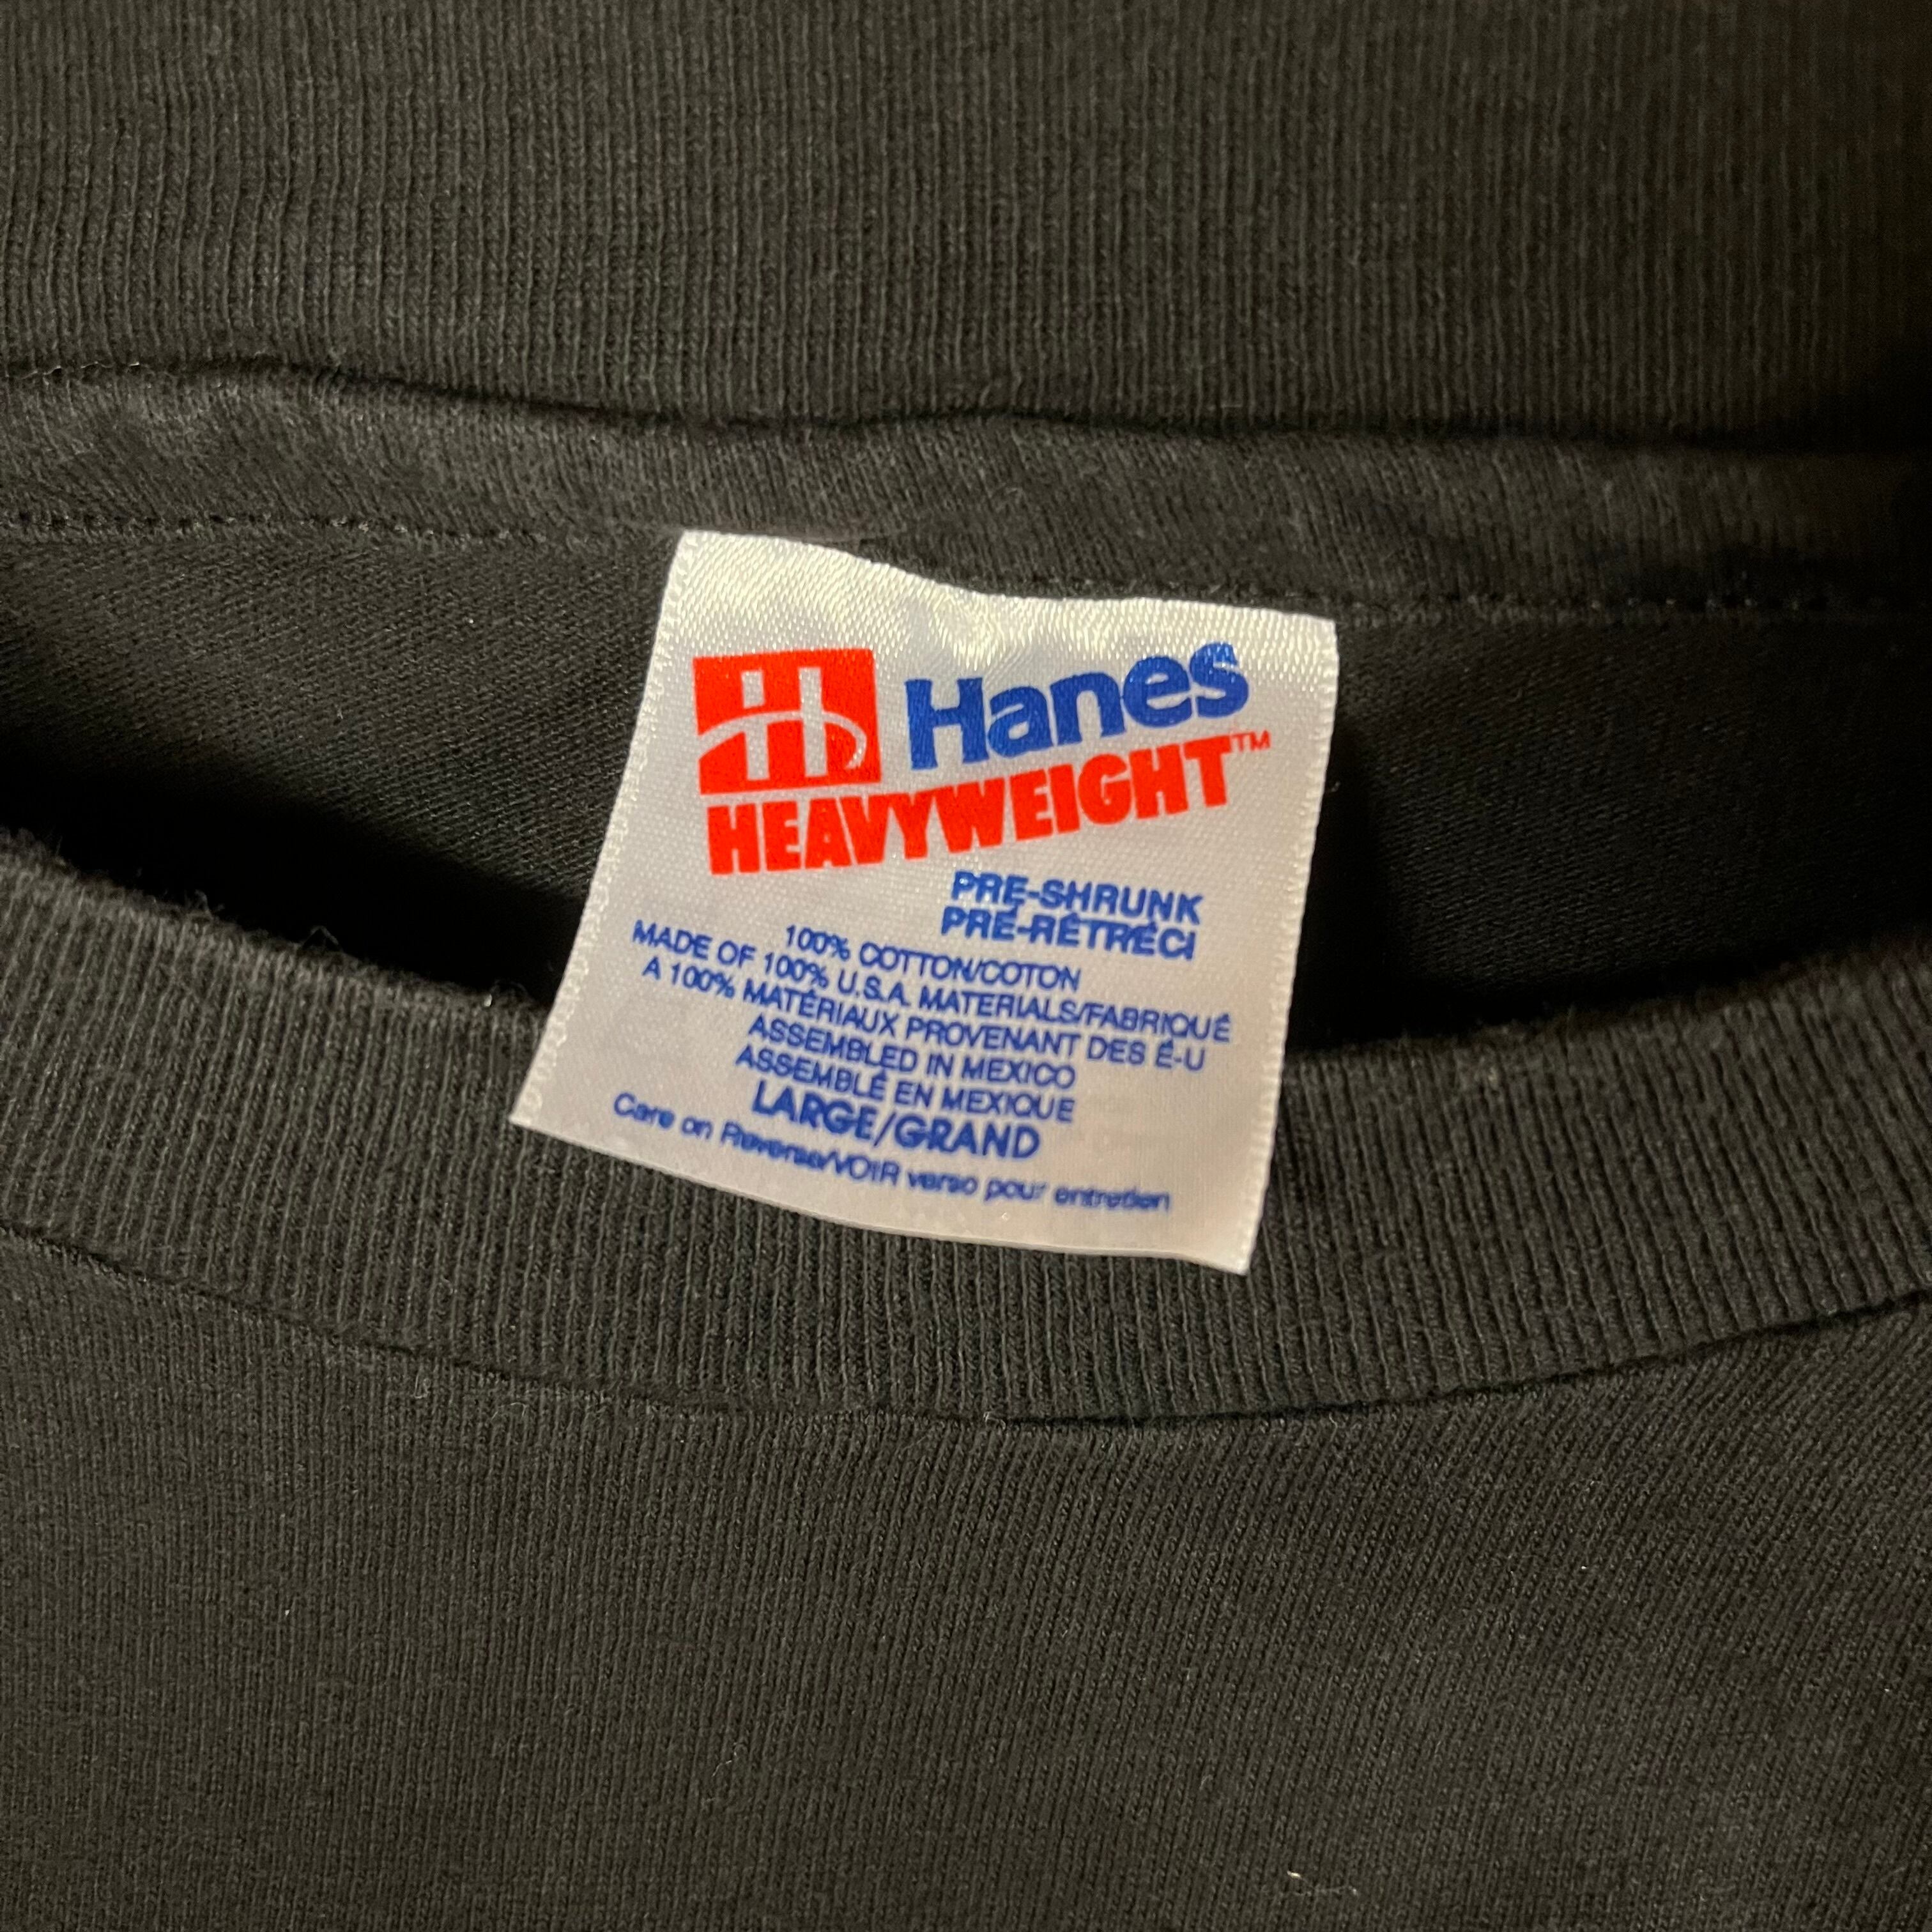 H Hanes
HEAVYWEIGHT™
PRE-SHRUNK
PRÉ-RÉTRÉCI
100% COTTON/COTON
MADE OF 100% U.S.A. MATERIALS/FABRIQUÉ
A 100% MATÉRIAUX PROVENANT DES É-U
ASSEMBLED IN MEXICO
ASSEMBLÉ EN MEXIQUE
LARGE/GRAND
Care on Reverse/VOIR verso pour entretien